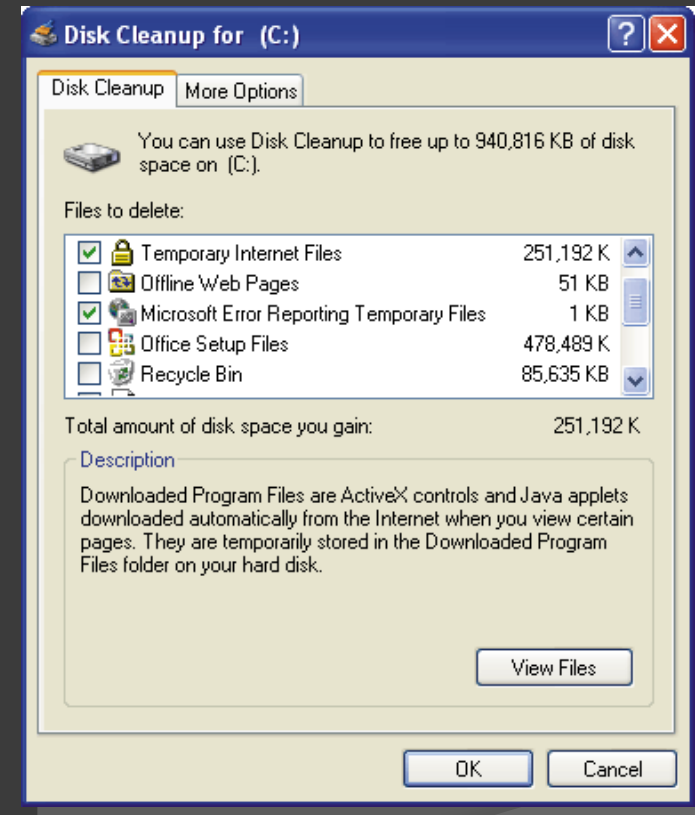 Disk Cleanup for (C:)
Disk Cleanup
More Options
You can use Disk Cleanup to free up to 940,816 KB of disk
space on (C:).
Files to delete:
Temporary Internet Files 251,192 K
Offline Web Pages 51 KB
Microsoft Error Reporting Temporary Files 1 KB
Office Setup Files 478,489 K
Recycle Bin 85,635 KB
Total amount of disk space you gain: 251,192 K
Description
Downloaded Program Files are ActiveX controls and Java applets
downloaded automatically from the Internet when you view certain
pages. They are temporarily stored in the Downloaded Program
Files folder on your hard disk.
View Files
OK
Cancel